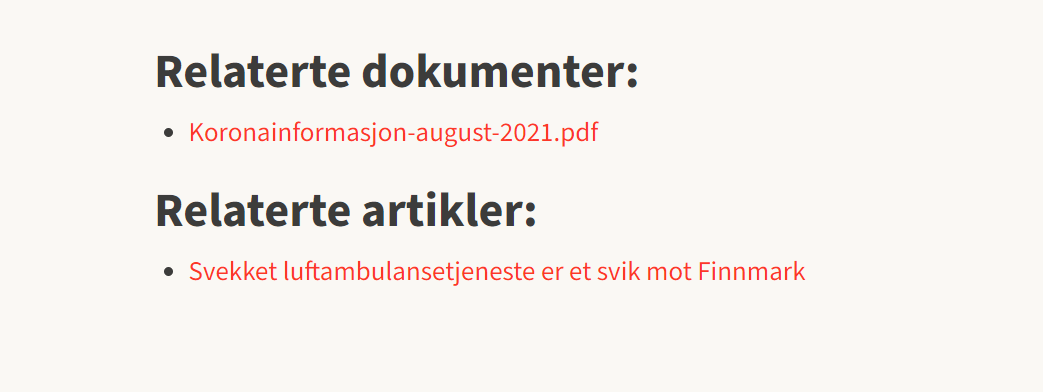 Relaterte dokumenter:
Koronainformasjon-august-2021.pdf
Relaterte artikler:
Svekket luftambulansetjeneste er et svik mot Finnmark